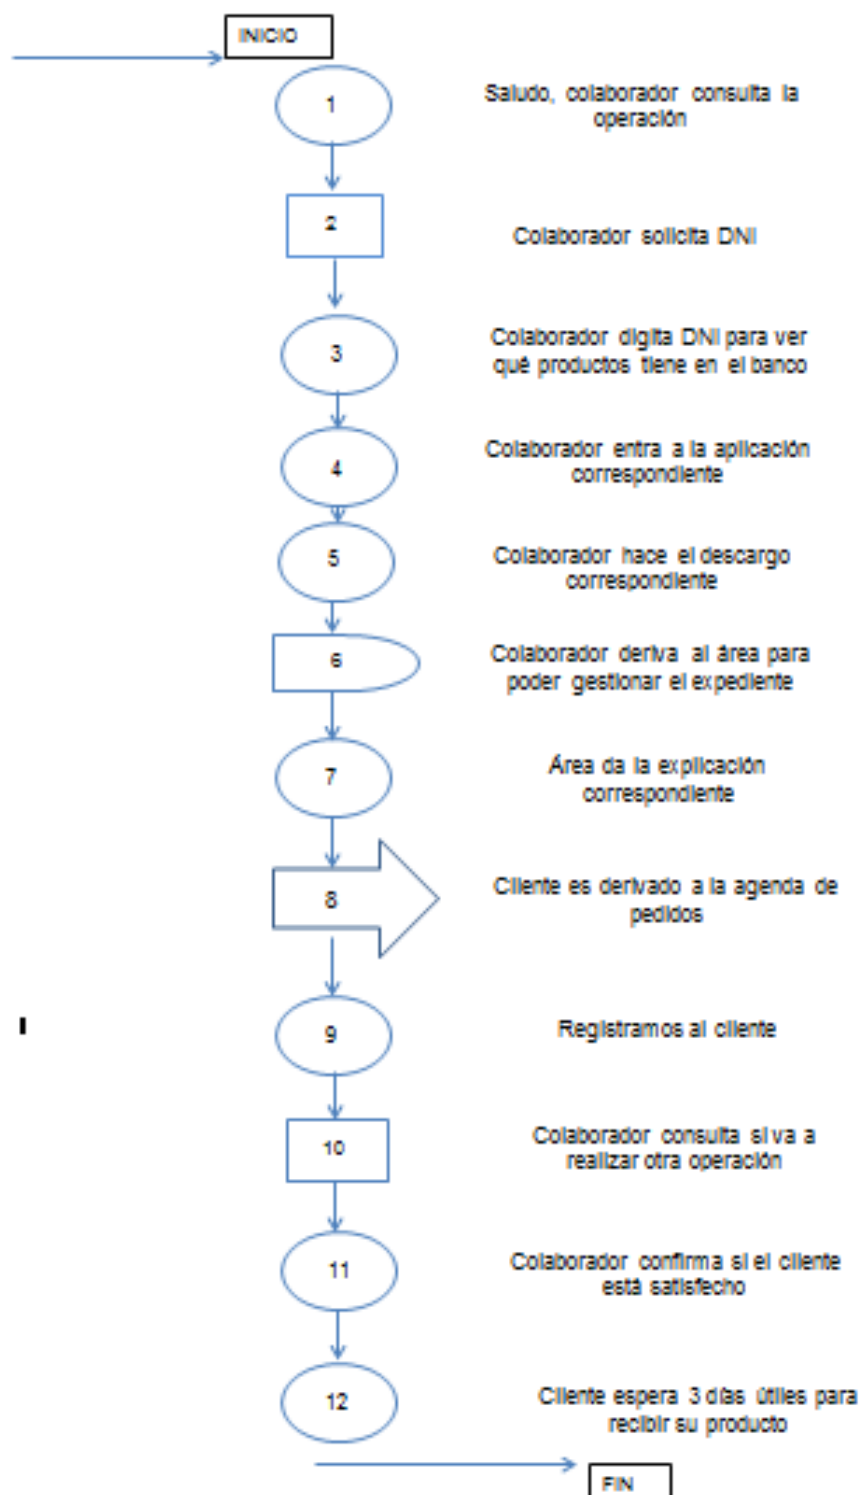 INICIO
1
Saludo, colaborador consulta la
operación
2
Colaborador solicita DNI
3
Colaborador digita DNI para ver
qué productos tiene en el banco
4
Colaborador entra a la aplicación
correspondiente
5
Colaborador hace el descargo
correspondiente
6
Colaborador deriva al área para
poder gestionar el expediente
7
Área da la explicación
correspondiente
8
Cliente es derivado a la agenda de
pedidos
9
Registramos al cliente
10
Colaborador consulta si va a
realizar otra operación
11
Colaborador confirma si el cliente
está satisfecho
12
Cliente espera 3 días útiles para
recibir su producto
FIN